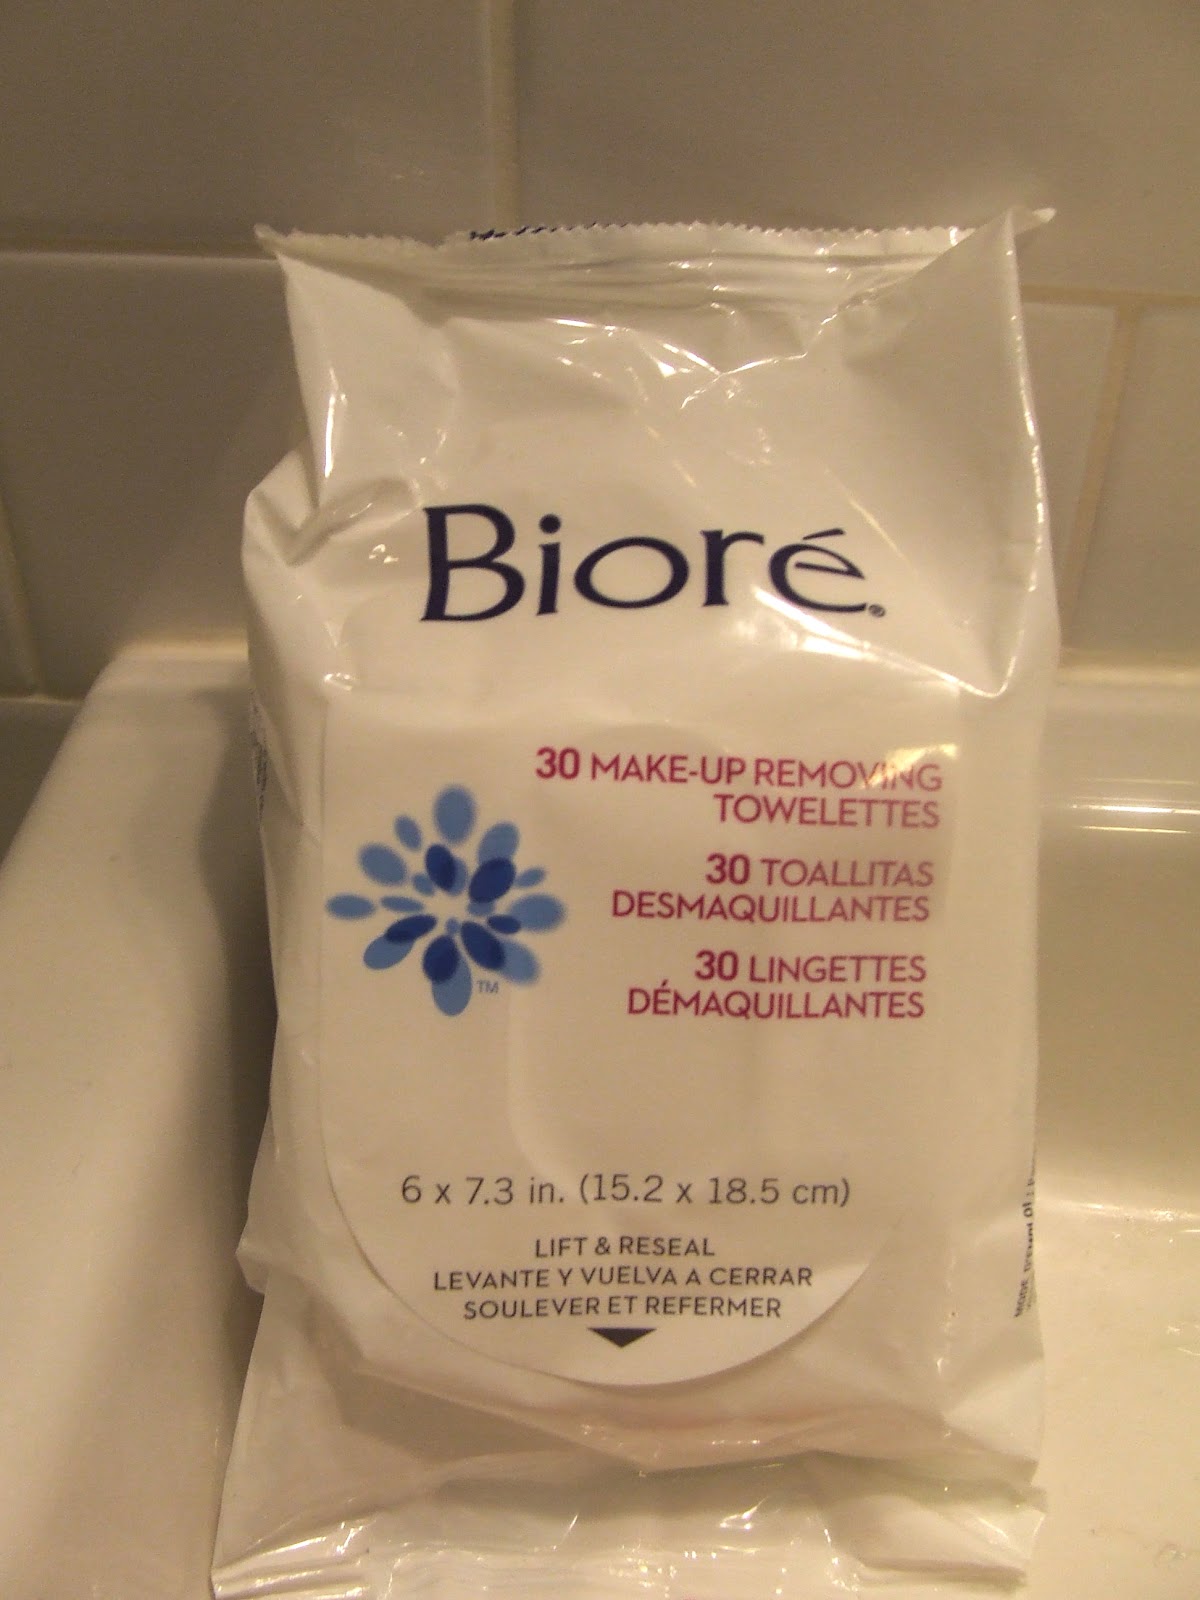 Bioré®
30 MAKE-UP REMOVING
TOWELETTES
30 TOALLITAS
DESMAQUILLANTES
30 LINGETTES
DÉMAQUILLANTES
TM
6 x 7.3 in. (15.2 x 18.5 cm)
LIFT & RESEAL
LEVANTE Y VUELVA A CERRAR
SOULEVER ET REFERMER